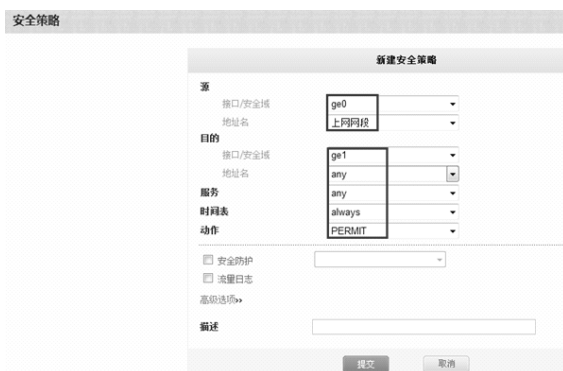 安全策略
新建安全策略
源
接口/安全域 ge0
地址名 上网网段
目的
接口/安全域 ge1
地址名 any
服务 any
时间表 always
动作 PERMIT
安全防护
流量日志
高级选项>>
描述
提交 取消